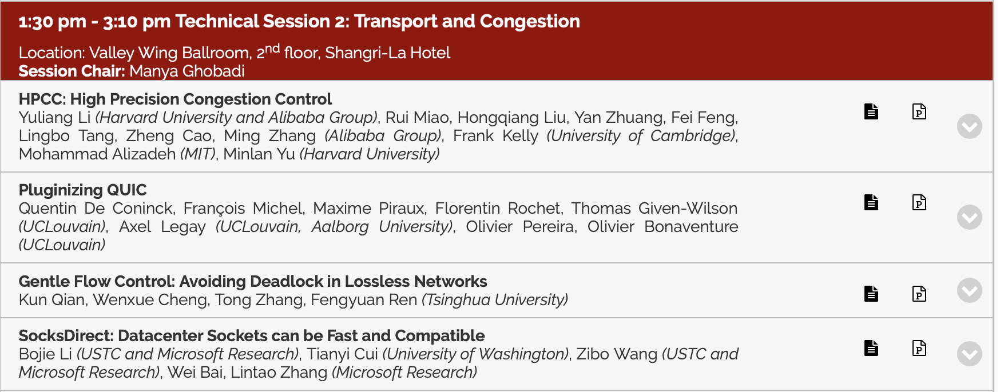 1:30 pm - 3:10 pm Technical Session 2: Transport and Congestion
Location: Valley Wing Ballroom, 2nd floor, Shangri-La Hotel
Session Chair: Manya Ghobadi
HPCC: High Precision Congestion Control
Yuliang Li (Harvard University and Alibaba Group), Rui Miao, Hongqiang Liu, Yan Zhuang, Fei Feng,
Lingbo Tang, Zheng Cao, Ming Zhang (Alibaba Group), Frank Kelly (University of Cambridge),
Mohammad Alizadeh (MIT), Minlan Yu (Harvard University)
Pluginizing QUIC
Quentin De Coninck, François Michel, Maxime Piraux, Florentin Rochet, Thomas Given-Wilson
(UCLouvain), Axel Legay (UCLouvain, Aalborg University), Olivier Pereira, Olivier Bonaventure
(UCLouvain)
Gentle Flow Control: Avoiding Deadlock in Lossless Networks
Kun Qian, Wenxue Cheng, Tong Zhang, Fengyuan Ren (Tsinghua University)
SocksDirect: Datacenter Sockets can be Fast and Compatible
Bojie Li (USTC and Microsoft Research), Tianyi Cui (University of Washington), Zibo Wang (USTC and
Microsoft Research), Wei Bai, Lintao Zhang (Microsoft Research)